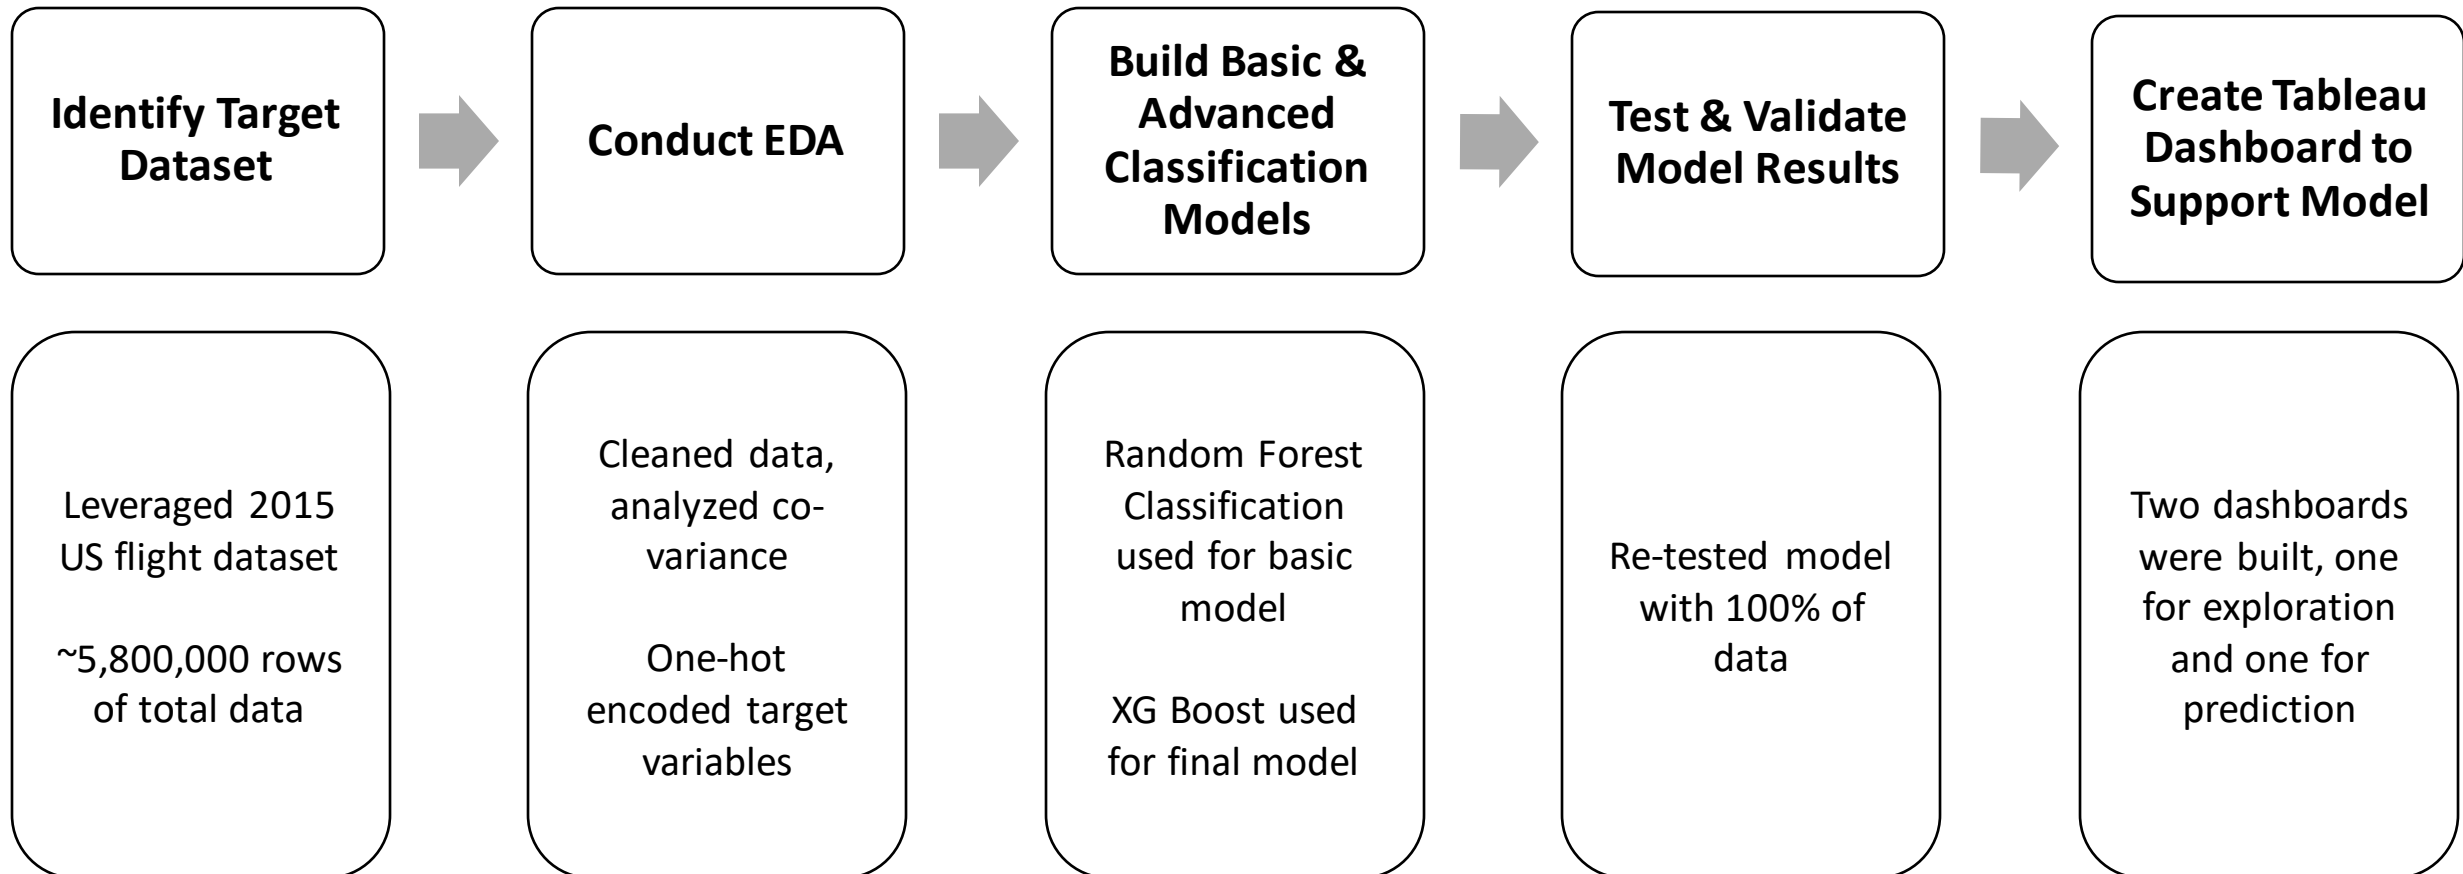 Identify Target
Dataset
Conduct EDA
Build Basic &
Advanced
Classification
Models
Test & Validate
Model Results
Create Tableau
Dashboard to
Support Model
Leveraged 2015
US flight dataset
~5,800,000 rows
of total data
Cleaned data,
analyzed co-
variance
One-hot
encoded target
variables
Random Forest
Classification
used for basic
model
XG Boost used
for final model
Re-tested model
with 100% of
data
Two dashboards
were built, one
for exploration
and one for
prediction